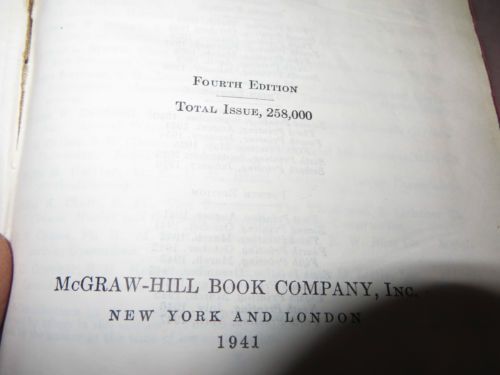 FOURTH EDITION
TOTAL ISSUE, 258,000
MCGRAW-HILL BOOK COMPANY, INC.
NEW YORK AND LONDON
1941